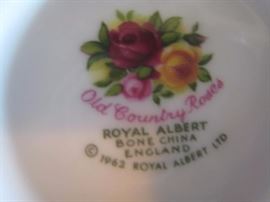 Old Country Roses
ROYAL ALBERT
BONE CHINA
ENGLAND
© 1962 ROYAL ALBERT LTD